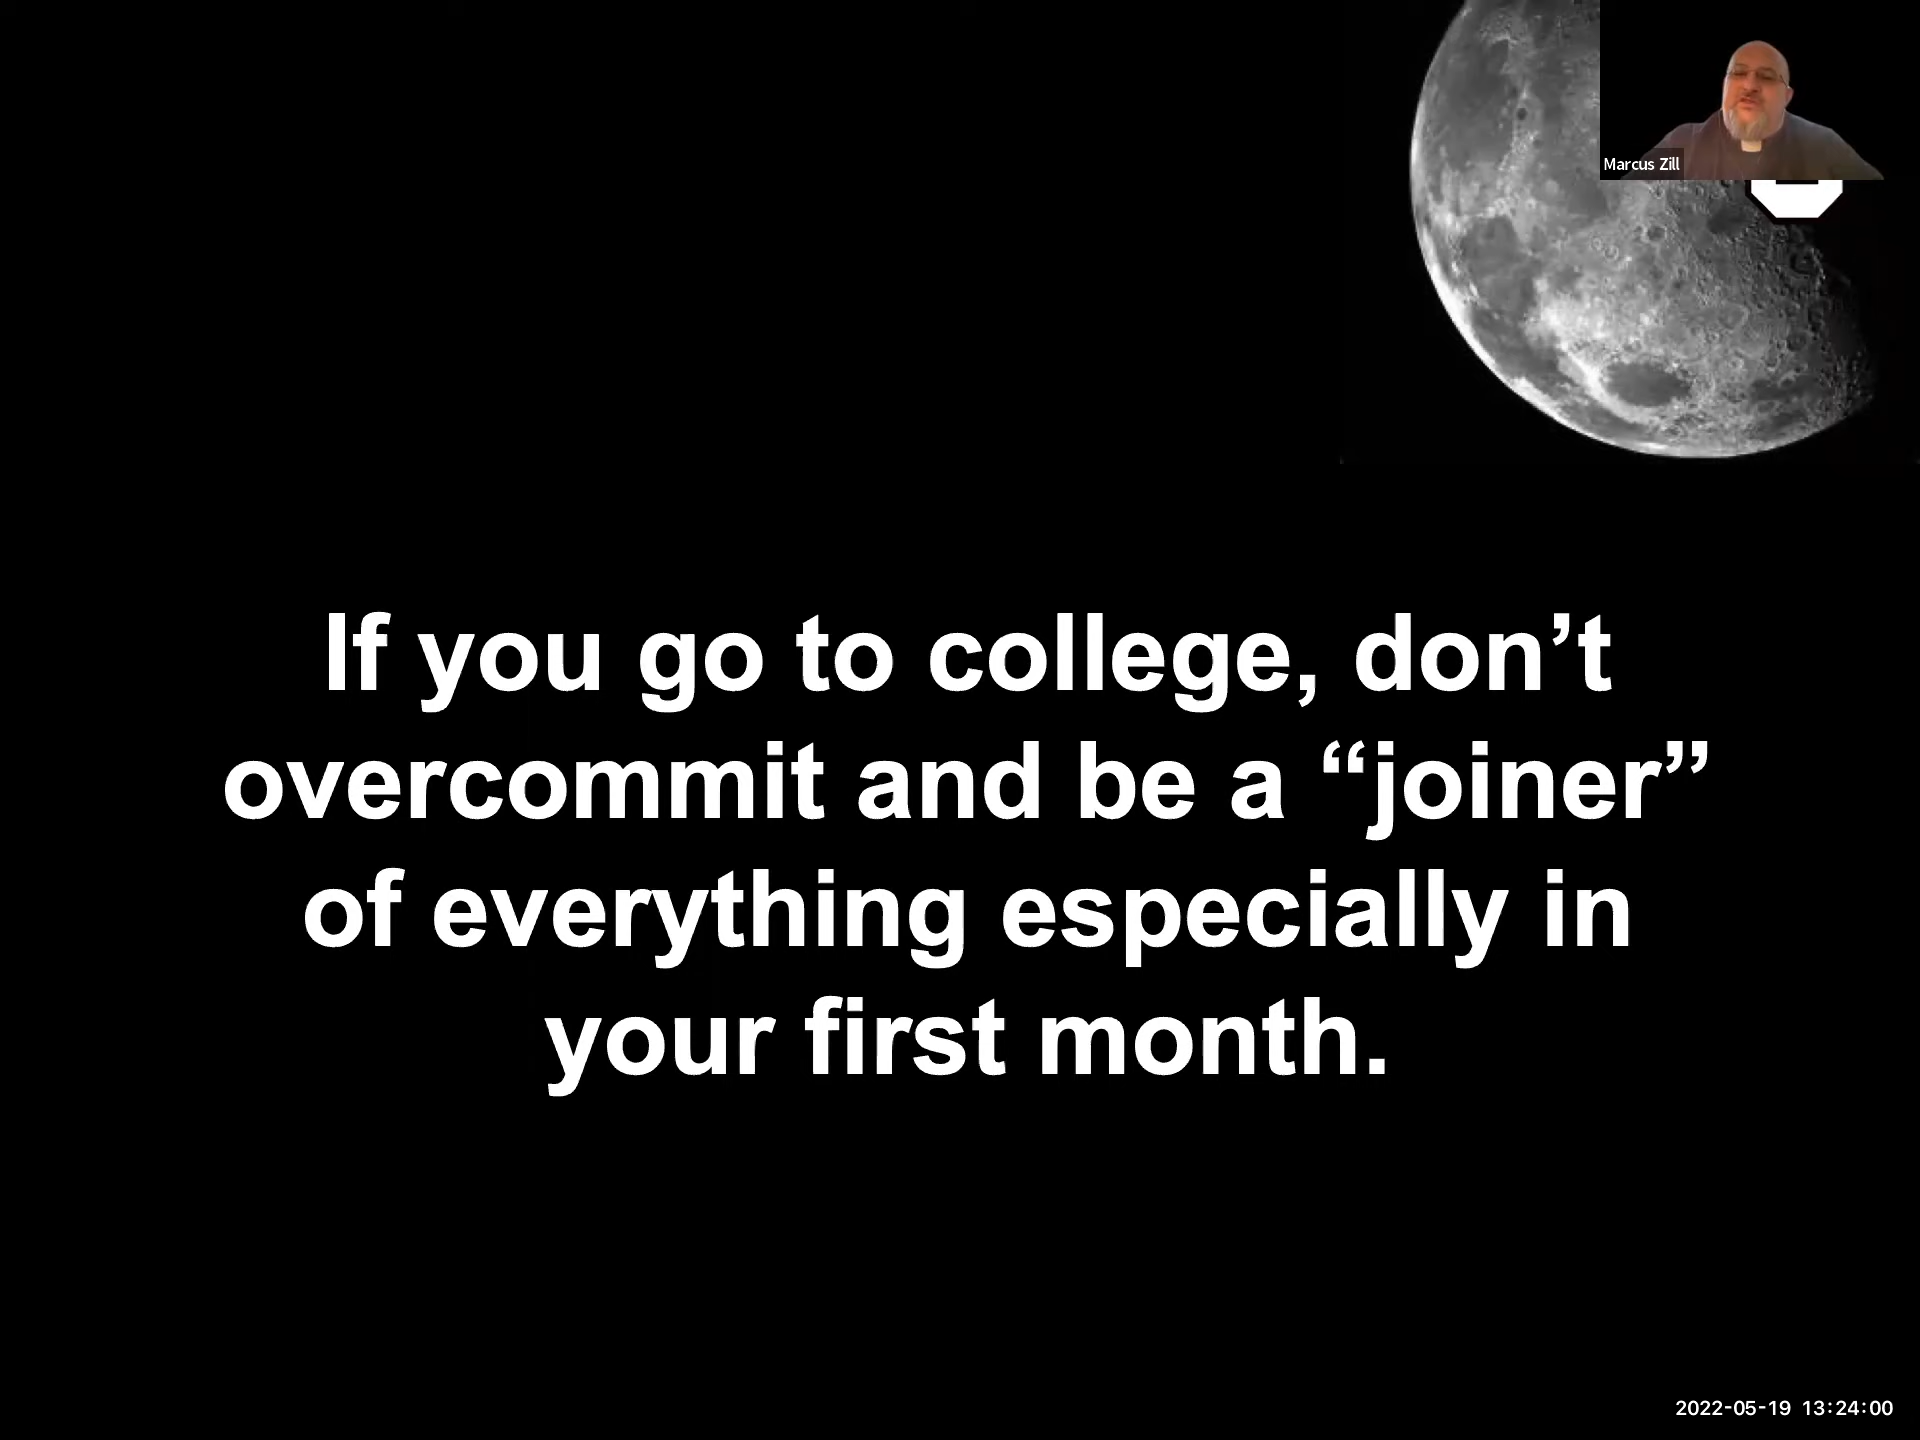 Marcus Zill
If you go to college, don’t
overcommit and be a “joiner”
of everything especially in
your first month.
2022-05-19 13:24:00